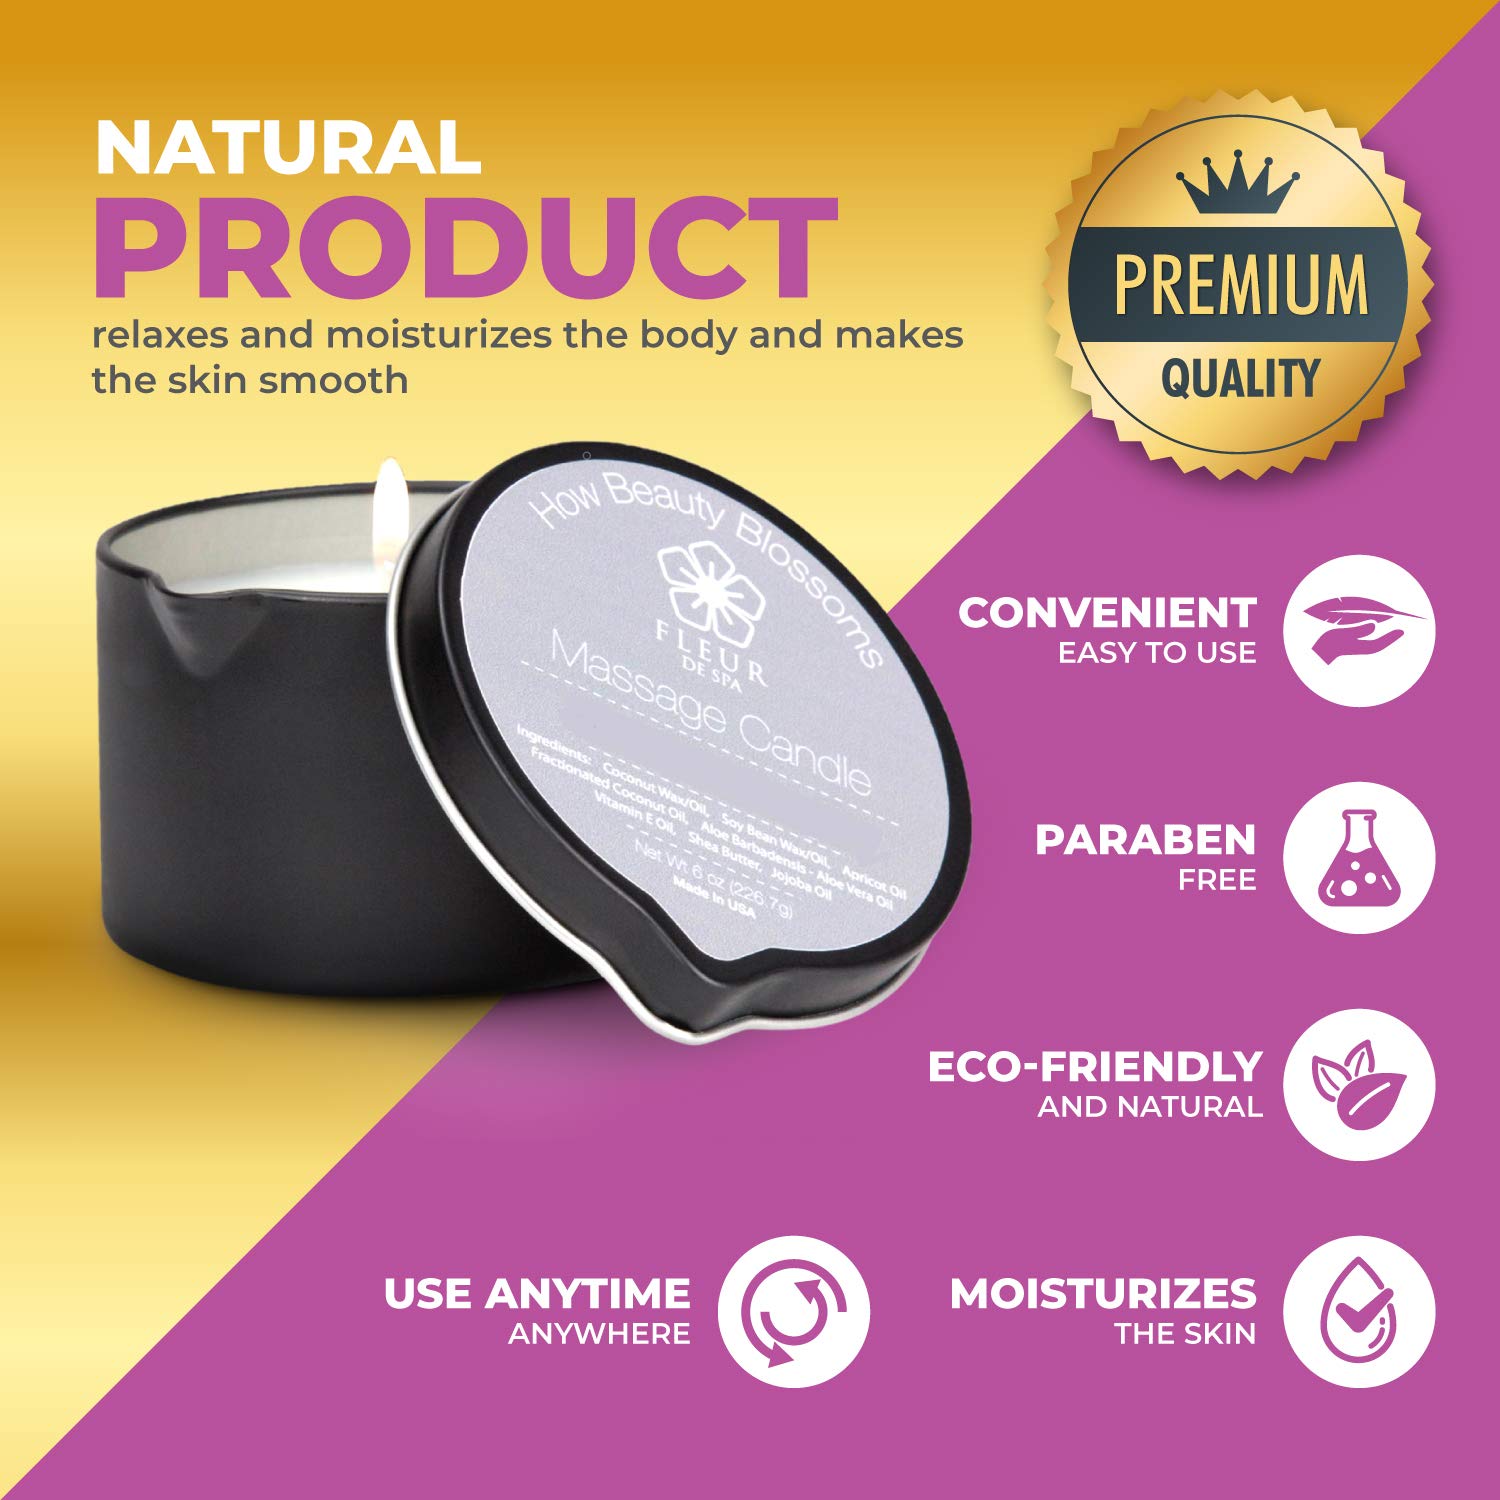 NATURAL
PRODUCT
relaxes and moisturizes the body and makes
the skin smooth
PREMIUM
QUALITY
How Beauty Blossoms
FLEUR
DE SPA
Massage Candle
Ingredients: Coconut Wax/Oil, Soy Bean Wax/Oil, Apricot Oil
Fractionated Coconut Oil, Aloe Barbadensis - Aloe Vera Oil
Vitamin E Oil, Shea Butter, Jojoba Oil
Net Wt 6 oz (226.7g)
Made In USA
CONVENIENT
EASY TO USE
PARABEN
FREE
ECO-FRIENDLY
AND NATURAL
USE ANYTIME
ANYWHERE
MOISTURIZES
THE SKIN